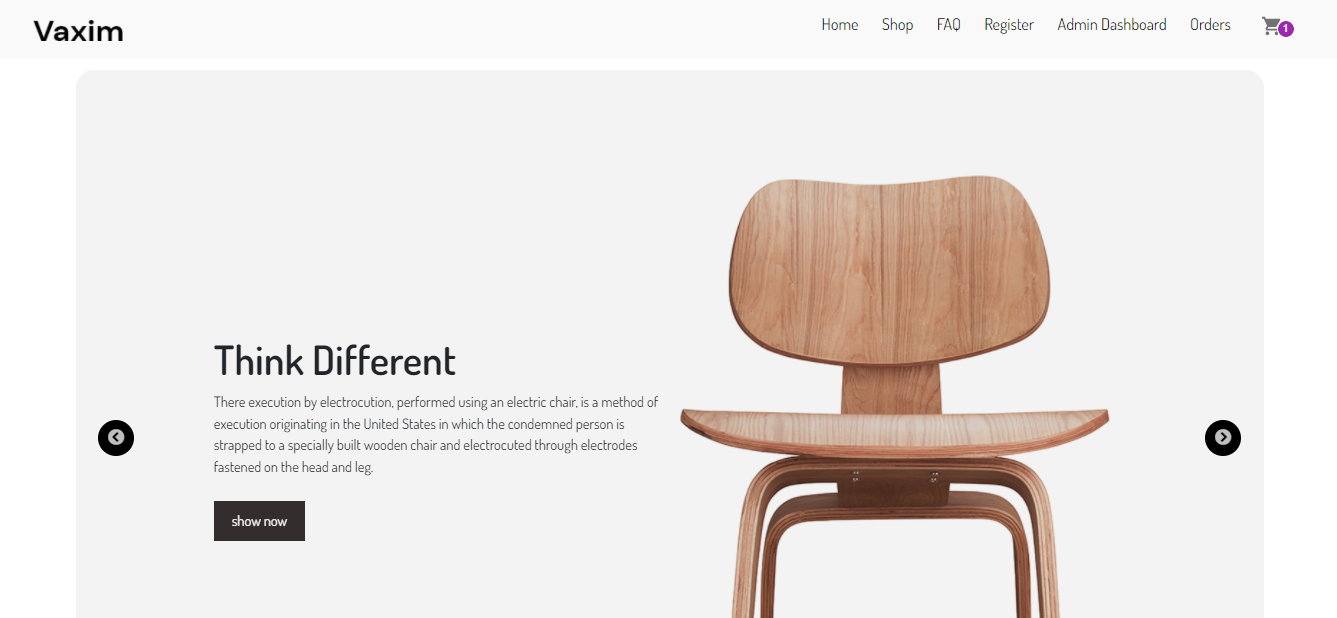 Vaxim
Home Shop FAQ Register Admin Dashboard Orders 1
Think Different
There execution by electrocution, performed using an electric chair, is a method of
execution originating in the United States in which the condemned person is
strapped to a specially built wooden chair and electrocuted through electrodes
fastened on the head and leg.
show now